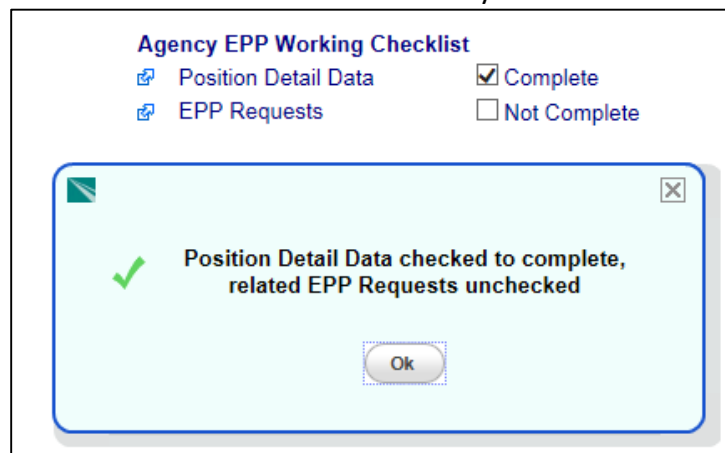 Agency EPP Working Checklist
Position Detail Data Complete
EPP Requests Not Complete
Position Detail Data checked to complete,
related EPP Requests unchecked
Ok